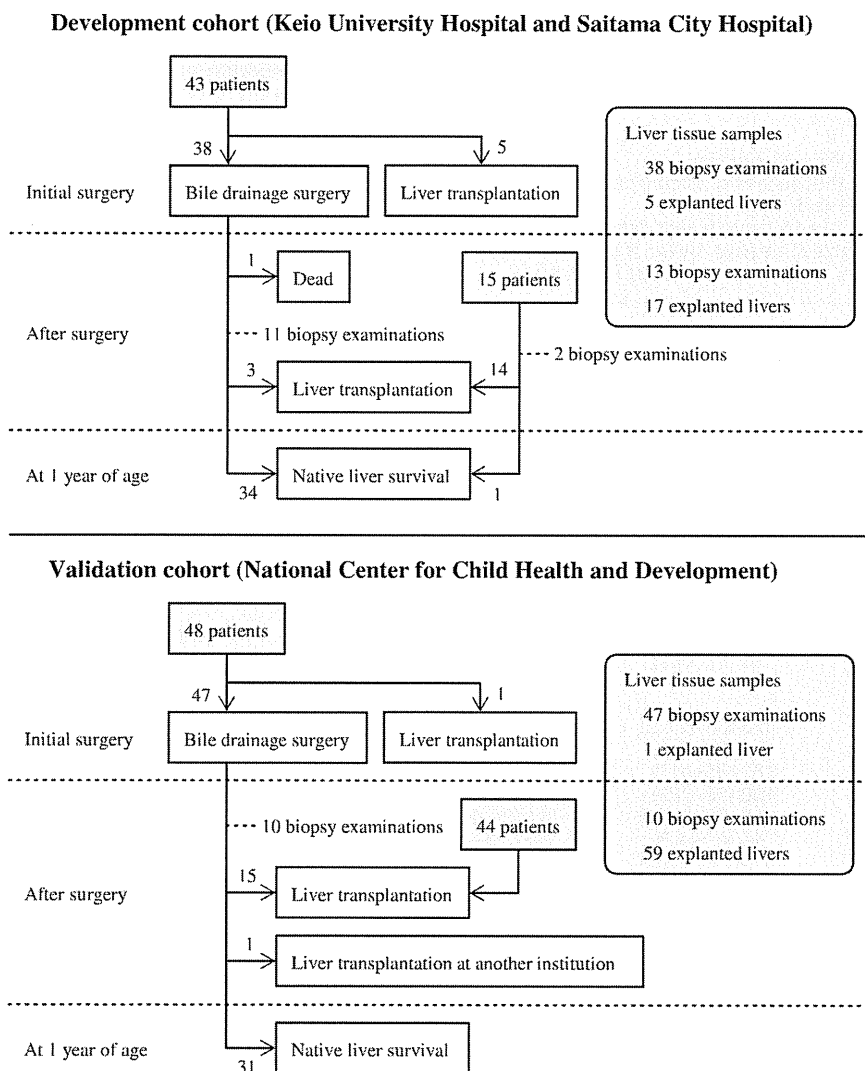 Development cohort (Keio University Hospital and Saitama City Hospital)
43 patients
38
5
Initial surgery
Bile drainage surgery
Liver transplantation
Liver tissue samples
38 biopsy examinations
5 explanted livers
13 biopsy examinations
17 explanted livers
After surgery
1
Dead
15 patients
11 biopsy examinations
2 biopsy examinations
3
Liver transplantation
14
At 1 year of age
34
Native liver survival
1
Validation cohort (National Center for Child Health and Development)
48 patients
47
1
Initial surgery
Bile drainage surgery
Liver transplantation
Liver tissue samples
47 biopsy examinations
1 explanted liver
10 biopsy examinations
59 explanted livers
After surgery
10 biopsy examinations
44 patients
15
Liver transplantation
1
Liver transplantation at another institution
At 1 year of age
31
Native liver survival